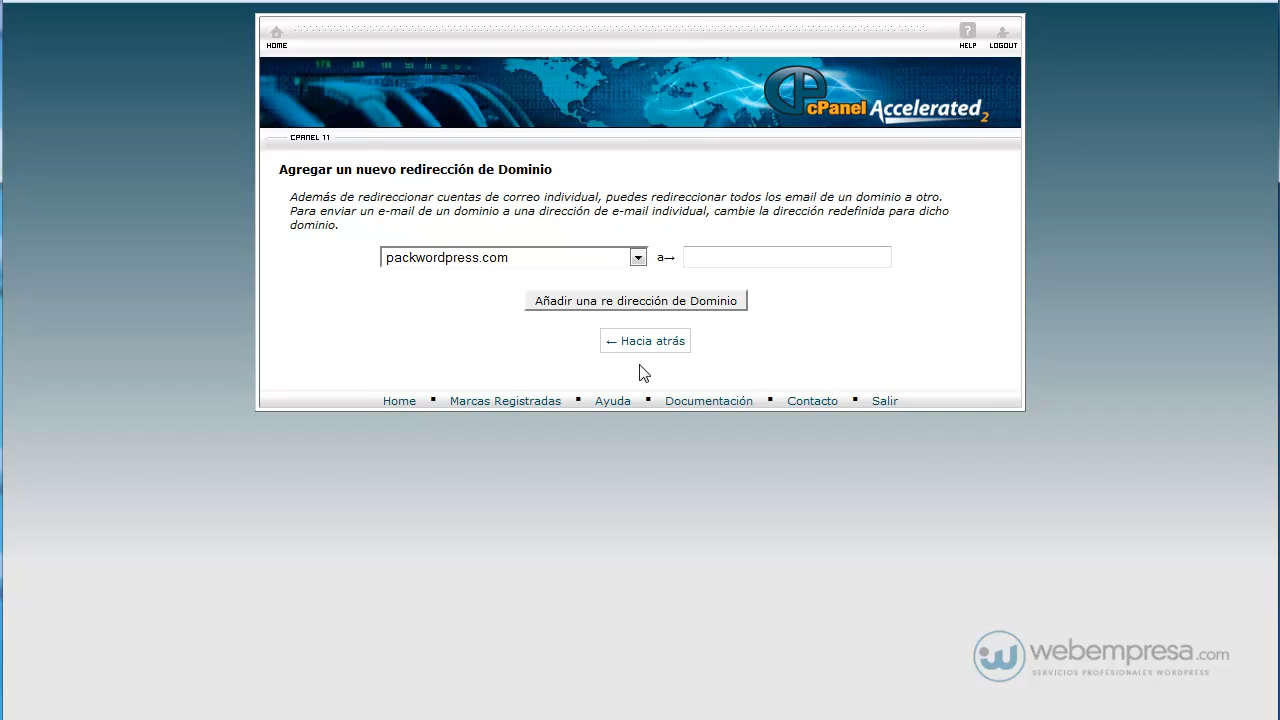 HOME
HELP
LOGOUT
cPanel Accelerated2
CPANEL 11
Agregar un nuevo redirección de Dominio
Además de redireccionar cuentas de correo individual, puedes redireccionar todos los email de un dominio a otro.
Para enviar un e-mail de un dominio a una dirección de e-mail individual, cambie la dirección redefinida para dicho
dominio.
packwordpress.com a→
Añadir una re dirección de Dominio
← Hacia atrás
Home ▪ Marcas Registradas ▪ Ayuda ▪ Documentación ▪ Contacto ▪ Salir
webempresa.com
SERVICIOS PROFESIONALES WORDPRESS